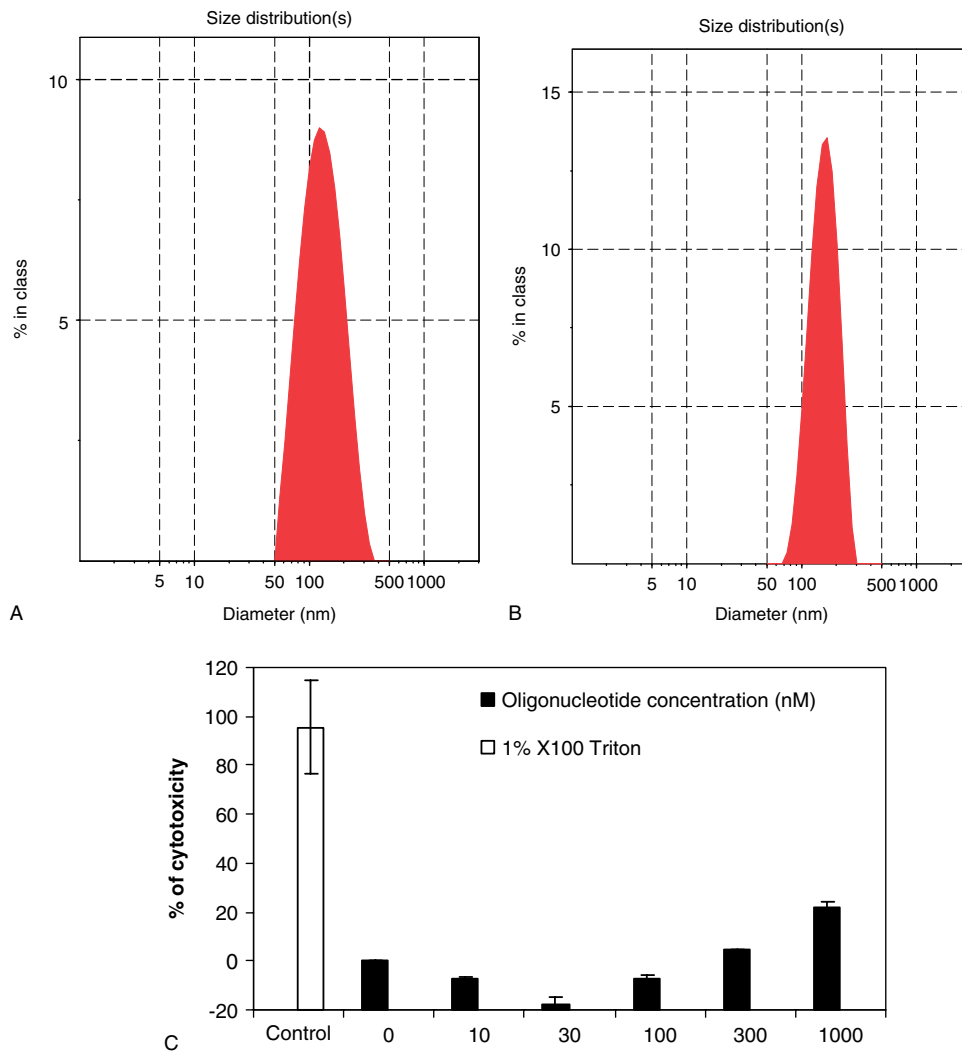 Size distribution(s)
10
5
% in class
5 10 50 100 500 1000
Diameter (nm)
A
Size distribution(s)
15
10
5
% in class
5 10 50 100 500 1000
Diameter (nm)
B
120
100
80
60
40
20
0
-20
% of cytotoxicity
Oligonucleotide concentration (nM)
1% X100 Triton
Control 0 10 30 100 300 1000
C